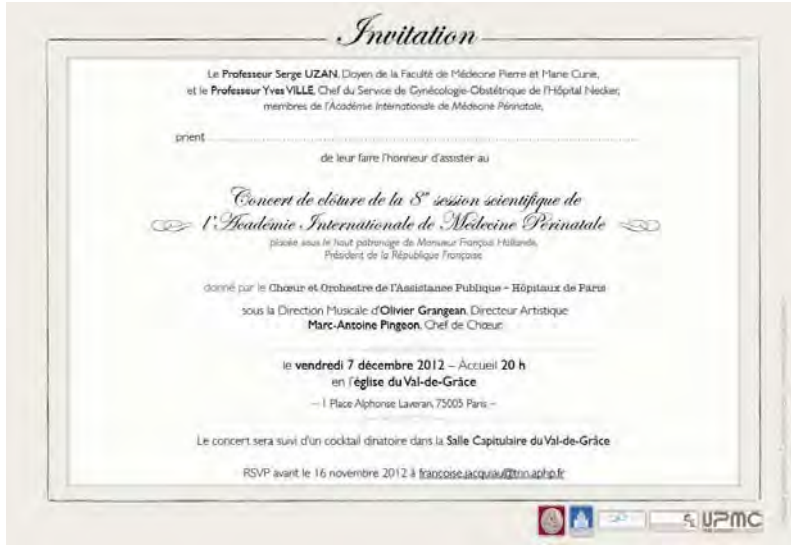 Invitation
Le Professeur Serge UZAN, Doyen de la Faculté de Médecine Pierre et Marie Curie,
et le Professeur Yves VILLE, Chef du Service de Gynécologie-Obstétrique de l'Hôpital Necker,
membres de l'Académie Internationale de Médecine Périnatale,
prient
de leur faire l'honneur d'assister au
Concert de clôture de la 8e session scientifique de
l'Académie Internationale de Médecine Périnatale
placée sous le haut patronage de Monsieur François Hollande,
Président de la République Française
donné par le Chœur et Orchestre de l'Assistance Publique – Hôpitaux de Paris
sous la Direction Musicale d'Olivier Grangean, Directeur Artistique
Marc-Antoine Pingeon, Chef de Chœur
le vendredi 7 décembre 2012 – Accueil 20 h
en l'église du Val-de-Grâce
– 1 Place Alphonse Laveran, 75005 Paris –
Le concert sera suivi d'un cocktail dinatoire dans la Salle Capitulaire du Val-de-Grâce
RSVP avant le 16 novembre 2012 à francoise.jacquiau@trn.aphp.fr
UPMC